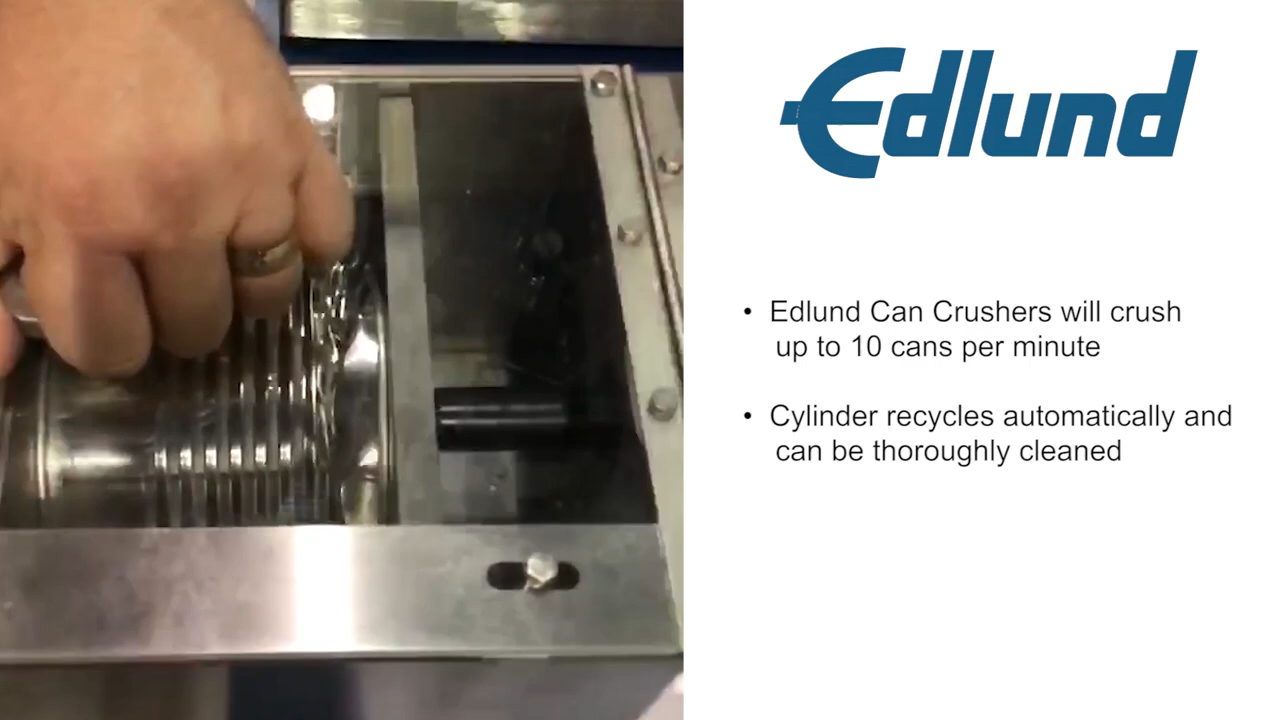 Edlund
• Edlund Can Crushers will crush
up to 10 cans per minute
• Cylinder recycles automatically and
can be thoroughly cleaned